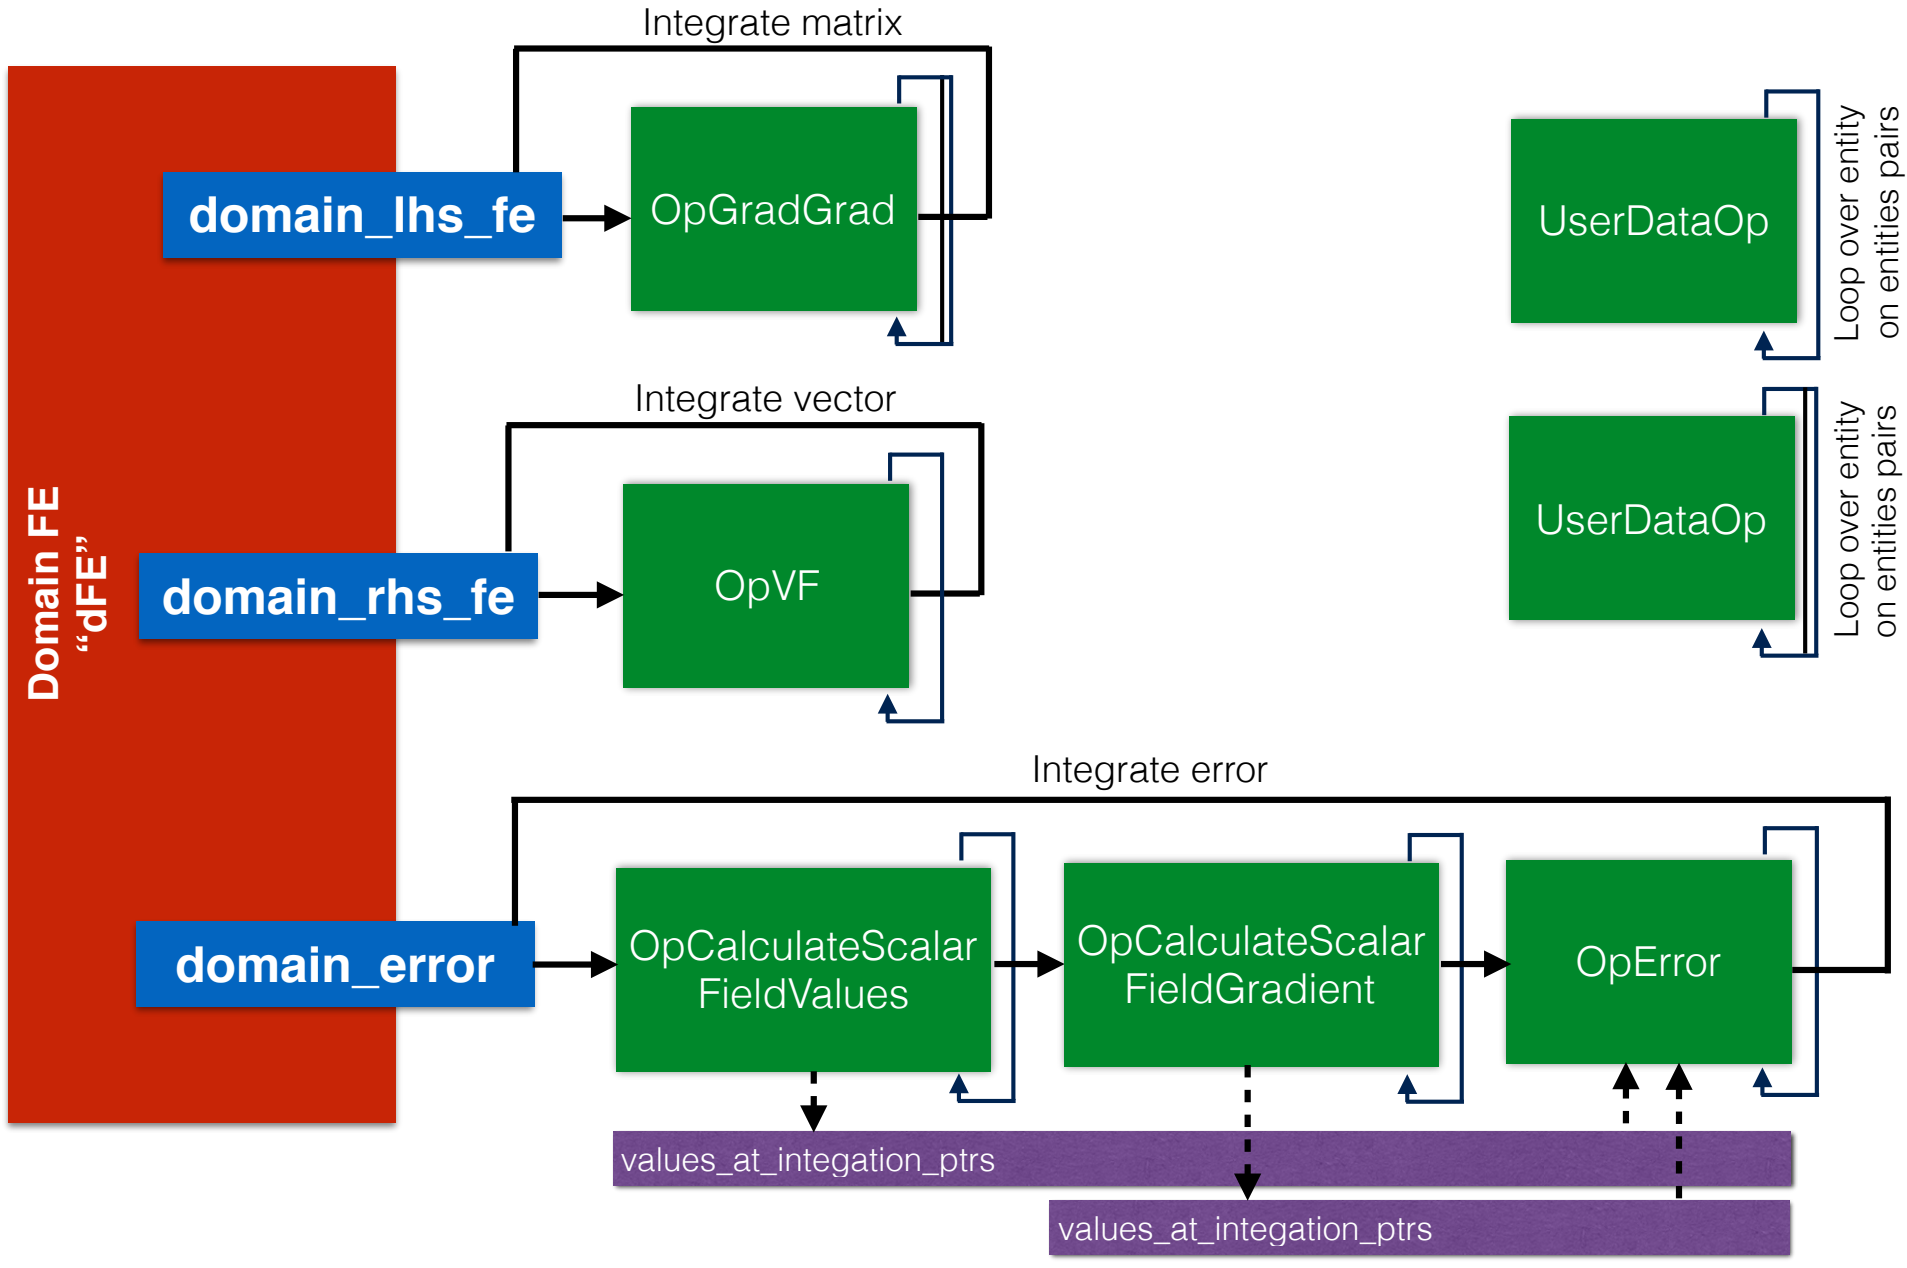 Integrate matrix
domain_lhs_fe
OpGradGrad
UserDataOp
Loop over entity
on entities pairs
Integrate vector
Domain FE
“dFE”
domain_rhs_fe
OpVF
UserDataOp
Loop over entity
on entities pairs
Integrate error
domain_error
OpCalculateScalar
FieldValues
OpCalculateScalar
FieldGradient
OpError
values_at_integation_ptrs
values_at_integation_ptrs